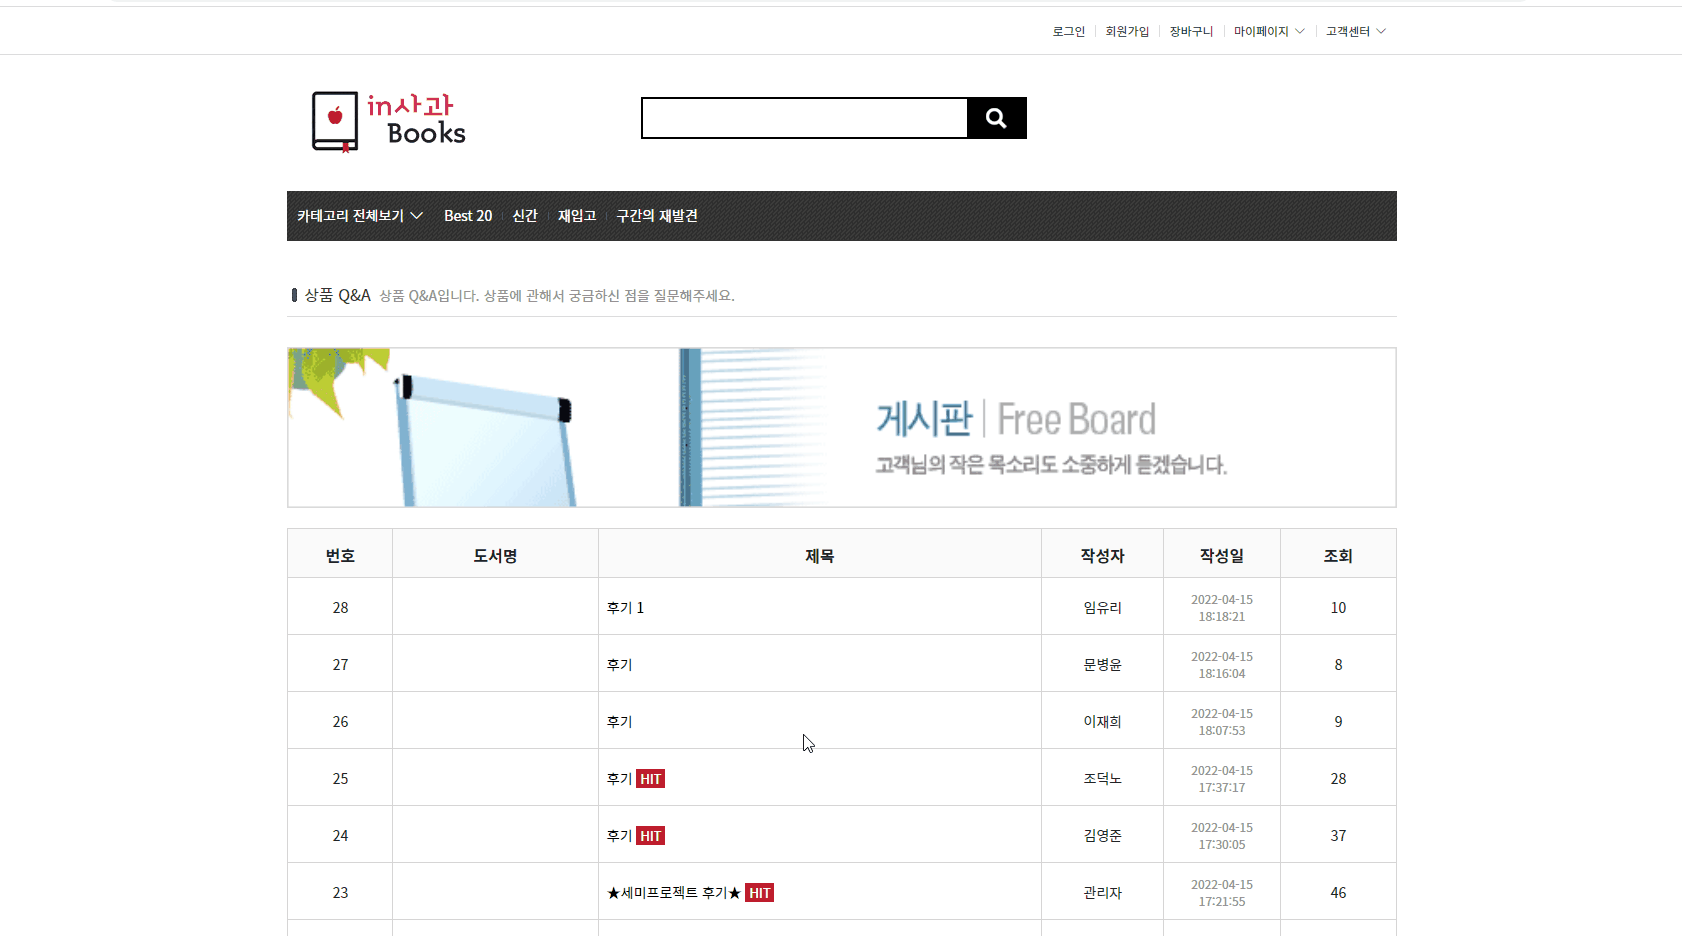 로그인 회원가입 장바구니 마이페이지 고객센터
in사과
Books
카테고리 전체보기 Best 20 신간 재입고 구간의 재발견
상품 Q&A 상품 Q&A입니다. 상품에 관해서 궁금하신 점을 질문해주세요.
게시판 Free Board
고객님의 작은 목소리도 소중하게 듣겠습니다.
번호 도서명 제목 작성자 작성일 조회
28 후기 1 임유리 2022-04-15 18:18:21 10
27 후기 문병윤 2022-04-15 18:16:04 8
26 후기 이재희 2022-04-15 18:07:53 9
25 후기 HIT 조덕노 2022-04-15 17:37:17 28
24 후기 HIT 김영준 2022-04-15 17:30:05 37
23 ★세미프로젝트 후기★ HIT 관리자 2022-04-15 17:21:55 46